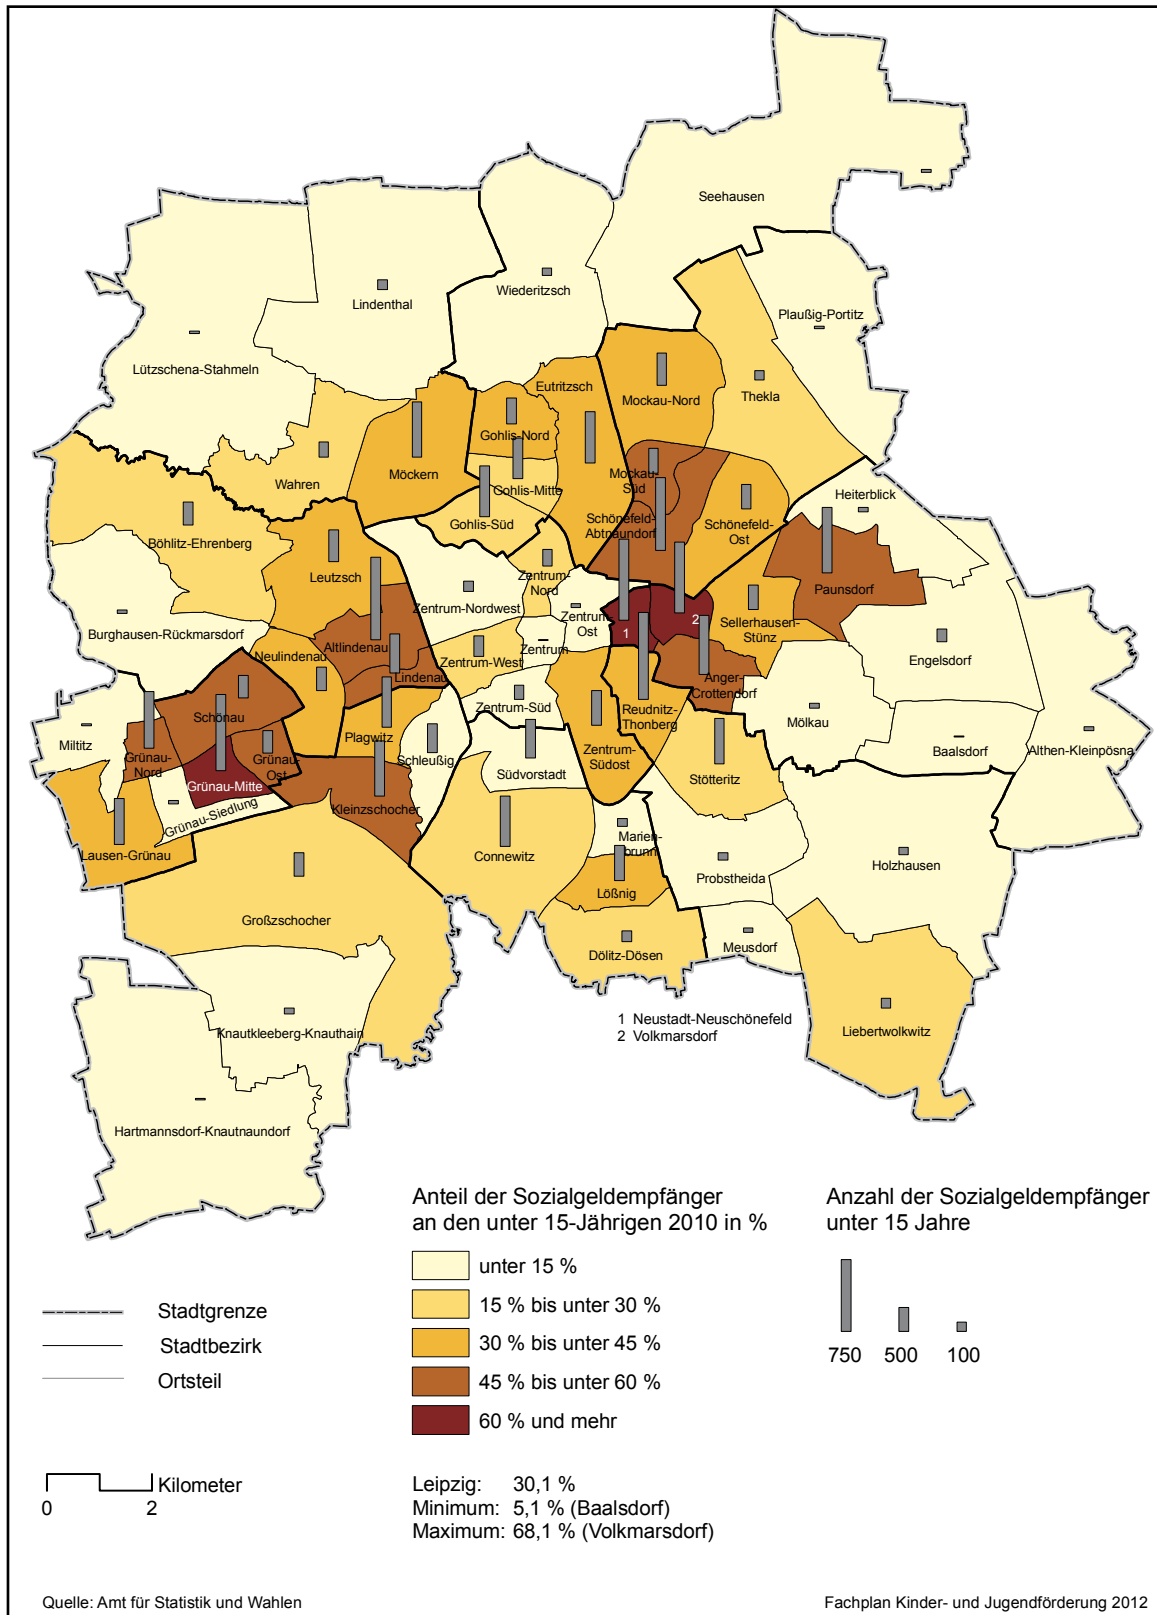 Seehausen
Lindenthal
Wiederitzsch
Plaußig-Portitz
Lützschena-Stahmeln
Eutritzsch
Mockau-Nord
Thekla
Gohlis-Nord
Möckern
Wahren
Gohlis-Mitte
Mockau-
Süd
Heiterblick
Gohlis-Süd
Schönefeld-
Abtnaundorf
Schönefeld-
Ost
Böhlitz-Ehrenberg
Leutzsch
Zentrum-
Nord
Paunsdorf
Zentrum-Nordwest
Zentrum-
Ost
Sellerhausen-
Stünz
Burghausen-Rückmarsdorf
1
2
Altlindenau
Zentrum
Neulindenau
Zentrum-West
Engelsdorf
Lindenau
Anger-
Crottendorf
Zentrum-Süd
Reudnitz-
Thonberg
Schönau
Mölkau
Miltitz
Plagwitz
Schleußig
Baalsdorf
Althen-Kleinpösna
Grünau-
Nord
Grünau-
Ost
Zentrum-
Südost
Südvorstadt
Stötteritz
Grünau-Mitte
Grünau-Siedlung
Kleinzschocher
Marien-
brunn
Lausen-Grünau
Connewitz
Holzhausen
Probstheida
Lößnig
Großzschocher
Meusdorf
Dölitz-Dösen
1 Neustadt-Neuschönefeld
2 Volkmarsdorf
Liebertwolkwitz
Knautkleeberg-Knauthain
Hartmannsdorf-Knautnaundorf
Anteil der Sozialgeldempfänger
an den unter 15-Jährigen 2010 in %
unter 15 %
15 % bis unter 30 %
30 % bis unter 45 %
45 % bis unter 60 %
60 % und mehr
Anzahl der Sozialgeldempfänger
unter 15 Jahre
750 500 100
Stadtgrenze
Stadtbezirk
Ortsteil
Kilometer
0 2
Leipzig: 30,1 %
Minimum: 5,1 % (Baalsdorf)
Maximum: 68,1 % (Volkmarsdorf)
Quelle: Amt für Statistik und Wahlen
Fachplan Kinder- und Jugendförderung 2012